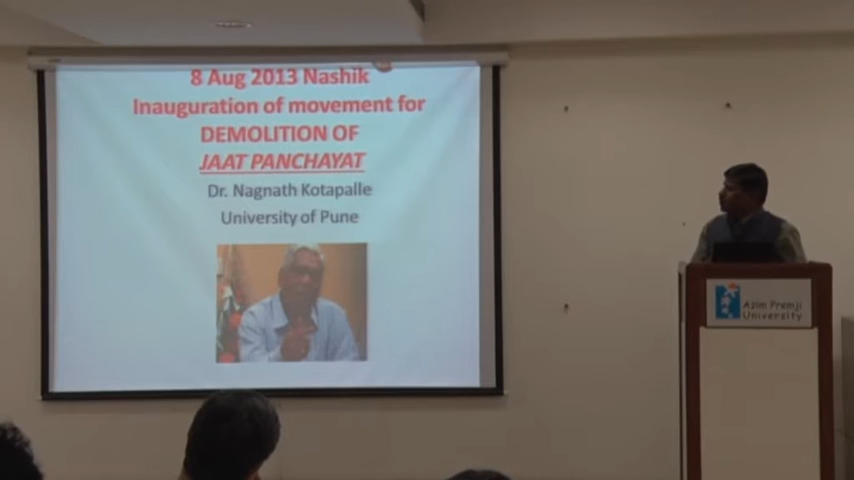 8 Aug 2013 Nashik
Inauguration of movement for
DEMOLITION OF
JAAT PANCHAYAT
Dr. Nagnath Kotapalle
University of Pune
Azim Premji
University